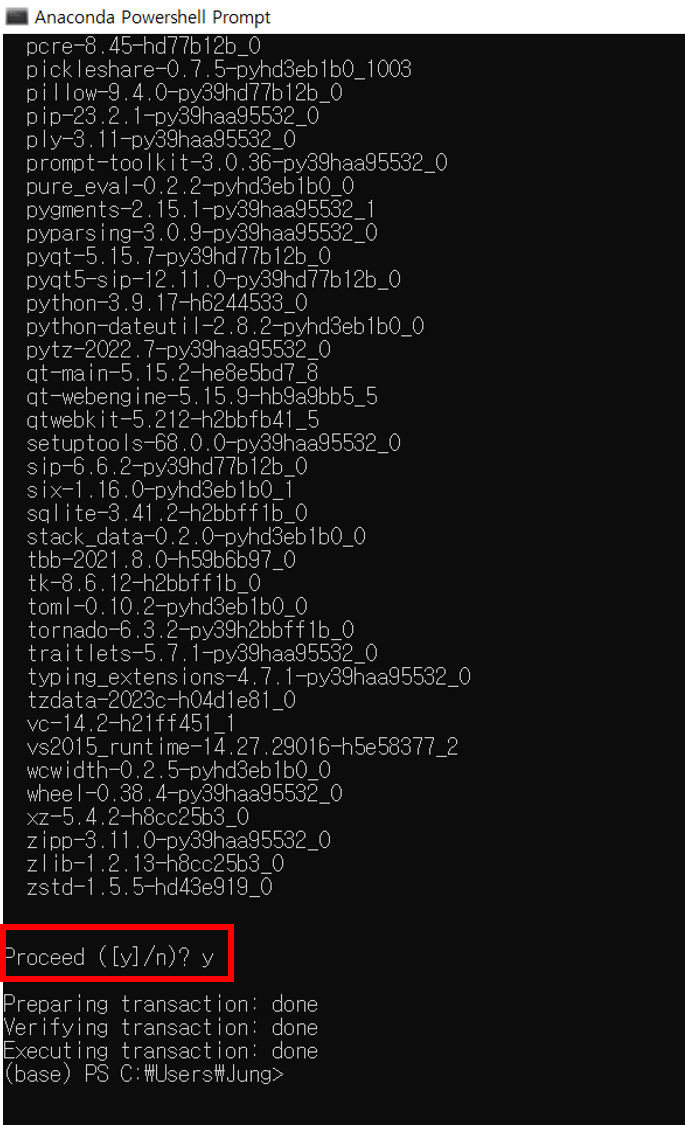 Anaconda Powershell Prompt
pcre-8.45-hd77b12b_0
pickleshare-0.7.5-pyhd3eb1b0_1003
pillow-9.4.0-py39hd77b12b_0
pip-23.2.1-py39haa95532_0
ply-3.11-py39haa95532_0
prompt-toolkit-3.0.36-py39haa95532_0
pure_eval-0.2.2-pyhd3eb1b0_0
pygments-2.15.1-py39haa95532_1
pyparsing-3.0.9-py39haa95532_0
pyqt-5.15.7-py39hd77b12b_0
pyqt5-sip-12.11.0-py39hd77b12b_0
python-3.9.17-h6244533_0
python-dateutil-2.8.2-pyhd3eb1b0_0
pytz-2022.7-py39haa95532_0
qt-main-5.15.2-he8e5bd7_8
qt-webengine-5.15.9-hb9a9bb5_5
qtwebkit-5.212-h2bbfb41_5
setuptools-68.0.0-py39haa95532_0
sip-6.6.2-py39hd77b12b_0
six-1.16.0-pyhd3eb1b0_1
sqlite-3.41.2-h2bbff1b_0
stack_data-0.2.0-pyhd3eb1b0_0
tbb-2021.8.0-h59b6b97_0
tk-8.6.12-h2bbff1b_0
toml-0.10.2-pyhd3eb1b0_0
tornado-6.3.2-py39h2bbff1b_0
traitlets-5.7.1-py39haa95532_0
typing_extensions-4.7.1-py39haa95532_0
tzdata-2023c-h04d1e81_0
vc-14.2-h21ff451_1
vs2015_runtime-14.27.29016-h5e58377_2
wcwidth-0.2.5-pyhd3eb1b0_0
wheel-0.38.4-py39haa95532_0
xz-5.4.2-h8cc25b3_0
zipp-3.11.0-py39haa95532_0
zlib-1.2.13-h8cc25b3_0
zstd-1.5.5-hd43e919_0
Proceed ([y]/n)? y
Preparing transaction: done
Verifying transaction: done
Executing transaction: done
(base) PS C:₩Users₩Jung>